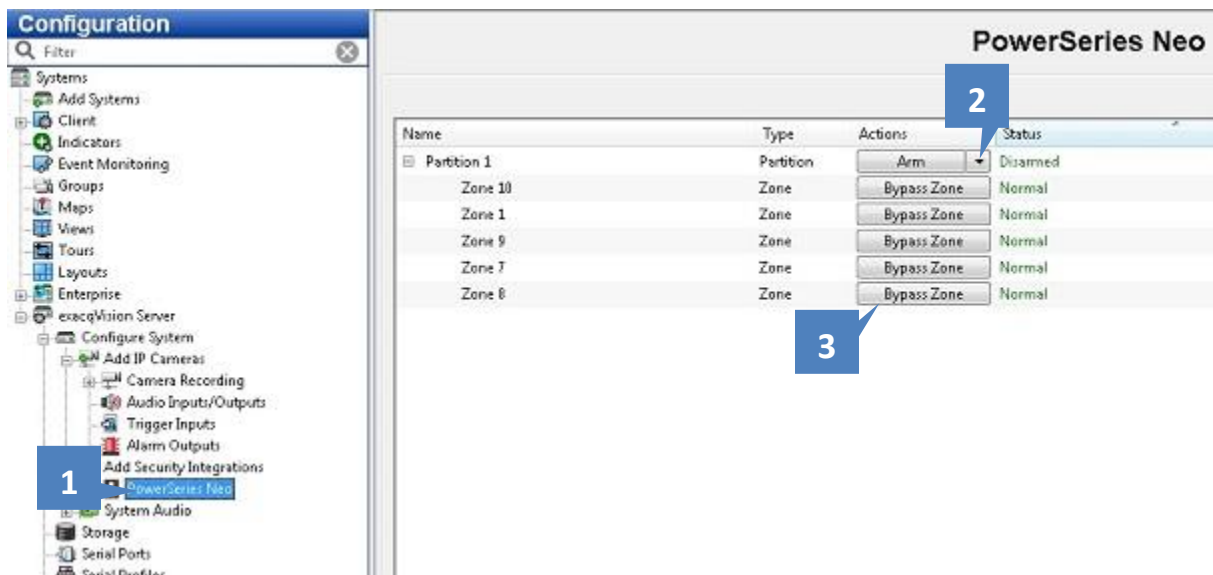 Configuration
Filter
Systems
Add Systems
Client
Indicators
Event Monitoring
Groups
Maps
Views
Tours
Layouts
Enterprise
exacqVision Server
Configure System
Add IP Cameras
Camera Recording
Audio Inputs/Outputs
Trigger Inputs
Alarm Outputs
Add Security Integrations
1
PowerSeries Neo
System Audio
Storage
Serial Ports
Serial Profiles
PowerSeries Neo
2
Name Type Actions Status
Partition 1 Partition Arm Disarmed
Zone 10 Zone Bypass Zone Normal
Zone 1 Zone Bypass Zone Normal
Zone 9 Zone Bypass Zone Normal
Zone 7 Zone Bypass Zone Normal
Zone 8 Zone Bypass Zone Normal
3